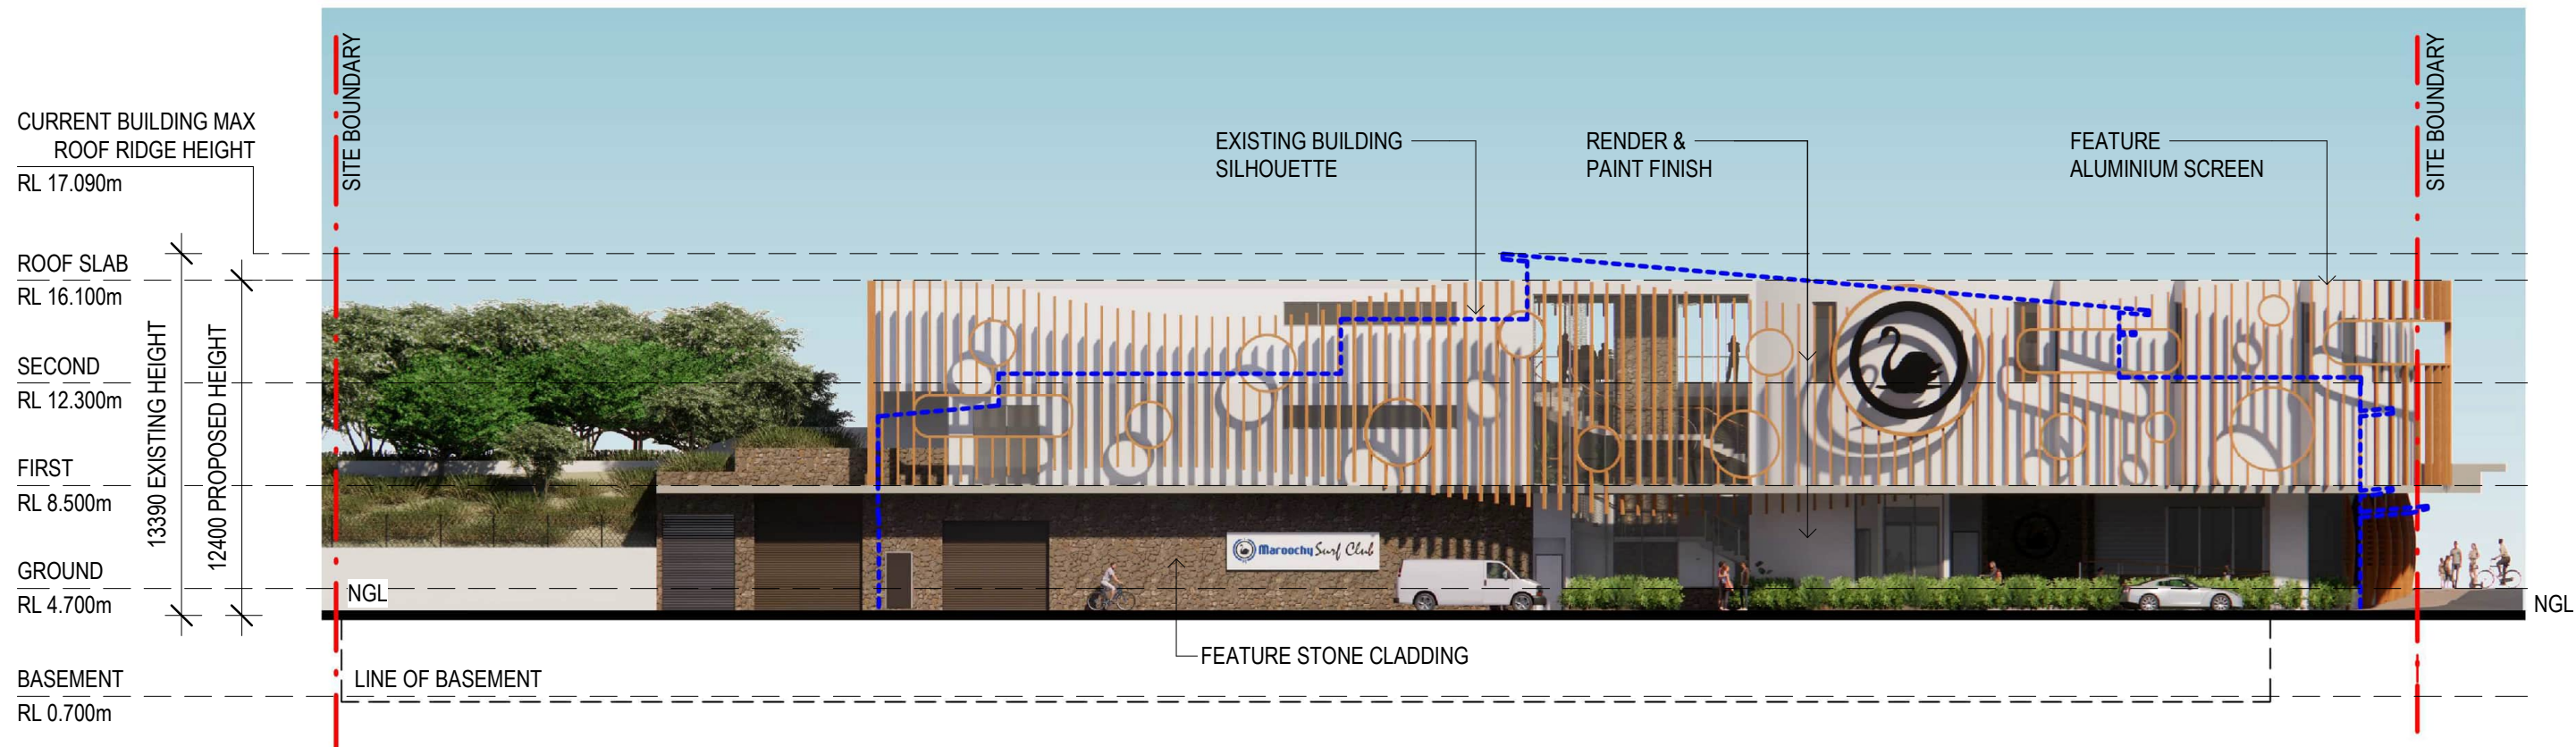 SITE BOUNDARY
SITE BOUNDARY
CURRENT BUILDING MAX
ROOF RIDGE HEIGHT
RL 17.090m
EXISTING BUILDING
SILHOUETTE
RENDER &
PAINT FINISH
FEATURE
ALUMINIUM SCREEN
ROOF SLAB
RL 16.100m
SECOND
RL 12.300m
FIRST
RL 8.500m
13390 EXISTING HEIGHT
12400 PROPOSED HEIGHT
Maroochy Surf Club
GROUND
RL 4.700m
NGL
NGL
FEATURE STONE CLADDING
BASEMENT
RL 0.700m
LINE OF BASEMENT